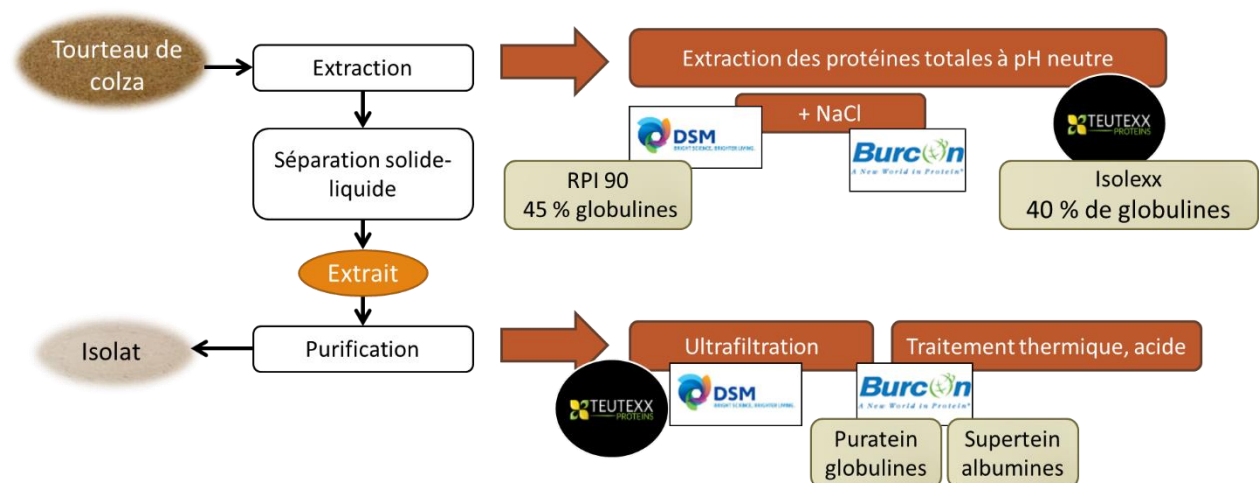 Tourteau de
colza
Extraction
Extraction des protéines totales à pH neutre
+ NaCl
DSM
BRIGHT SCIENCE. BRIGHTER LIVING.
Burcon
A New World in Protein
TEUTEXX
PROTEINS
Séparation solide-
liquide
RPI 90
45 % globulines
Isolexx
40 % de globulines
Extrait
Isolat
Purification
Ultrafiltration
Traitement thermique, acide
TEUTEXX
PROTEINS
DSM
BRIGHT SCIENCE. BRIGHTER LIVING.
Burcon
A New World in Protein
Puratein
globulines
Supertein
albumines